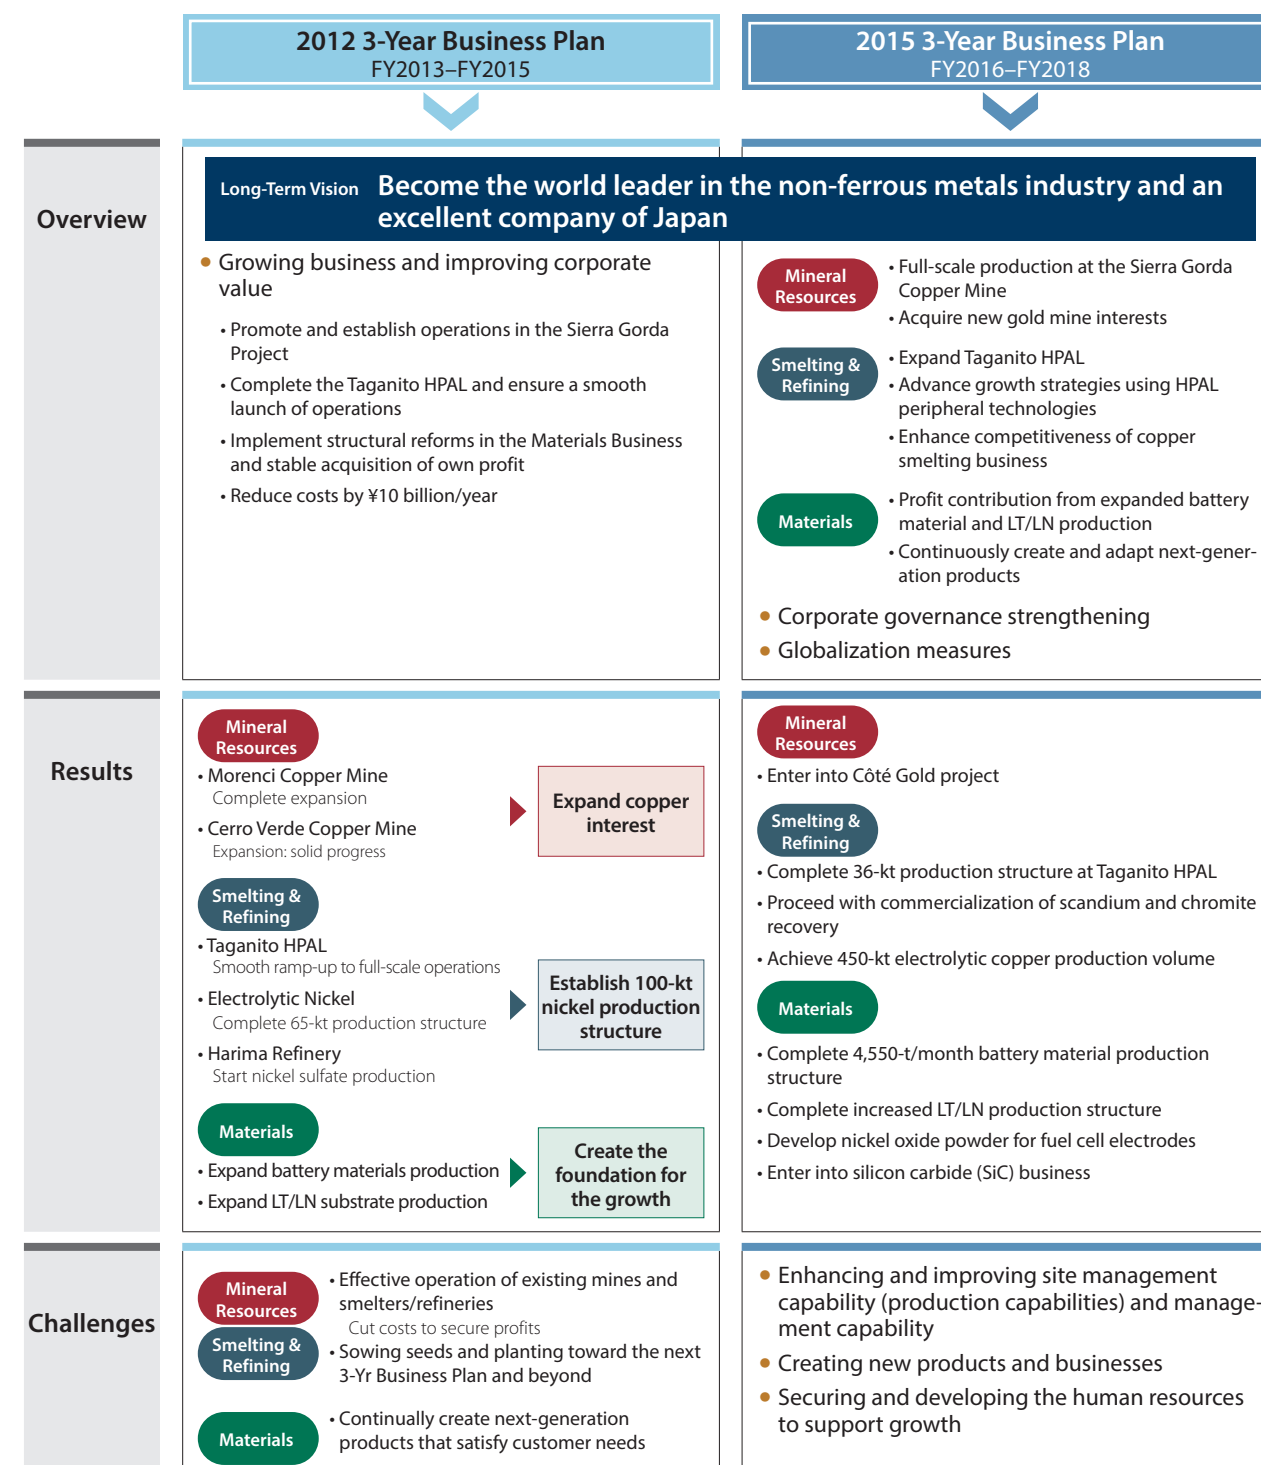 2012 3-Year Business Plan
FY2013–FY2015
2015 3-Year Business Plan
FY2016–FY2018
Overview
Long-Term Vision Become the world leader in the non-ferrous metals industry and an
excellent company of Japan
• Growing business and improving corporate
value
• Promote and establish operations in the Sierra Gorda
Project
• Complete the Taganito HPAL and ensure a smooth
launch of operations
• Implement structural reforms in the Materials Business
and stable acquisition of own profit
• Reduce costs by ¥10 billion/year
Mineral
Resources
• Full-scale production at the Sierra Gorda
Copper Mine
• Acquire new gold mine interests
Smelting &
Refining
• Expand Taganito HPAL
• Advance growth strategies using HPAL
peripheral technologies
• Enhance competitiveness of copper
smelting business
Materials
• Profit contribution from expanded battery
material and LT/LN production
• Continuously create and adapt next-gener-
ation products
• Corporate governance strengthening
• Globalization measures
Results
Mineral
Resources
• Morenci Copper Mine
Complete expansion
• Cerro Verde Copper Mine
Expansion: solid progress
Expand copper
interest
Smelting &
Refining
• Taganito HPAL
Smooth ramp-up to full-scale operations
• Electrolytic Nickel
Complete 65-kt production structure
• Harima Refinery
Start nickel sulfate production
Establish 100-kt
nickel production
structure
Materials
• Expand battery materials production
• Expand LT/LN substrate production
Create the
foundation for
the growth
Mineral
Resources
• Enter into Côté Gold project
Smelting &
Refining
• Complete 36-kt production structure at Taganito HPAL
• Proceed with commercialization of scandium and chromite
recovery
• Achieve 450-kt electrolytic copper production volume
Materials
• Complete 4,550-t/month battery material production
structure
• Complete increased LT/LN production structure
• Develop nickel oxide powder for fuel cell electrodes
• Enter into silicon carbide (SiC) business
Challenges
Mineral
Resources
Smelting &
Refining
• Effective operation of existing mines and
smelters/refineries
Cut costs to secure profits
• Sowing seeds and planting toward the next
3-Yr Business Plan and beyond
Materials
• Continually create next-generation
products that satisfy customer needs
• Enhancing and improving site management
capability (production capabilities) and manage-
ment capability
• Creating new products and businesses
• Securing and developing the human resources
to support growth